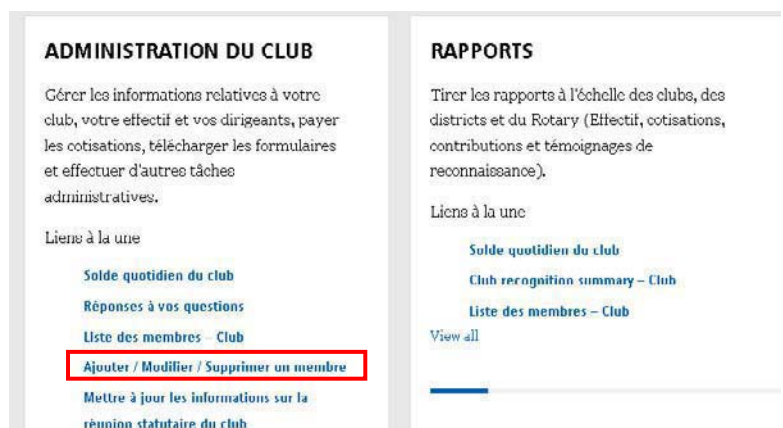 ADMINISTRATION DU CLUB
Gérer les informations relatives à votre
club, votre effectif et vos dirigeants, payer
les cotisations, télécharger les formulaires
et effectuer d'autres tâches
administratives.
Liens à la une
Solde quotidien du club
Réponses à vos questions
Liste des membres – Club
Ajouter / Modifier / Supprimer un membre
Mettre à jour les informations sur la
réunion statutaire du club
RAPPORTS
Tirer les rapports à l'échelle des clubs, des
districts et du Rotary (Effectif, cotisations,
contributions et témoignages de
reconnaissance).
Liens à la une
Solde quotidien du club
Club recognition summary – Club
Liste des membres – Club
View all